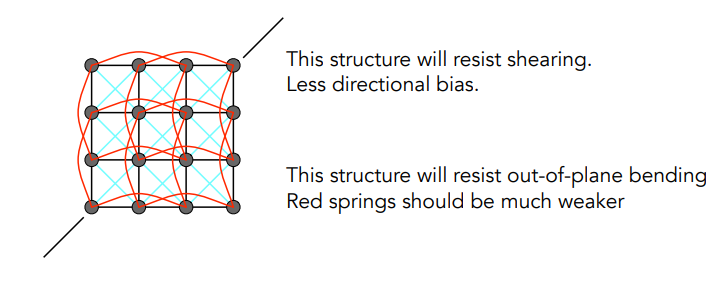 This structure will resist shearing.
Less directional bias.
This structure will resist out-of-plane bending
Red springs should be much weaker